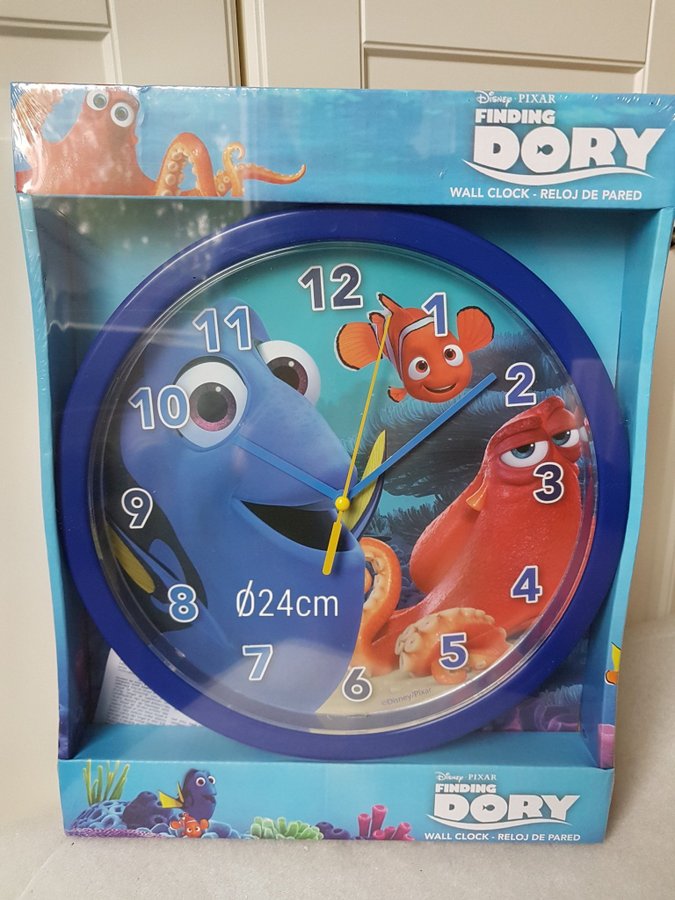 Disney · PIXAR
FINDING
DORY
WALL CLOCK - RELOJ DE PARED
12
11
1
10
2
9
3
8
Ø24cm
4
7
5
6
©Disney/Pixar
Disney · PIXAR
FINDING
DORY
WALL CLOCK - RELOJ DE PARED